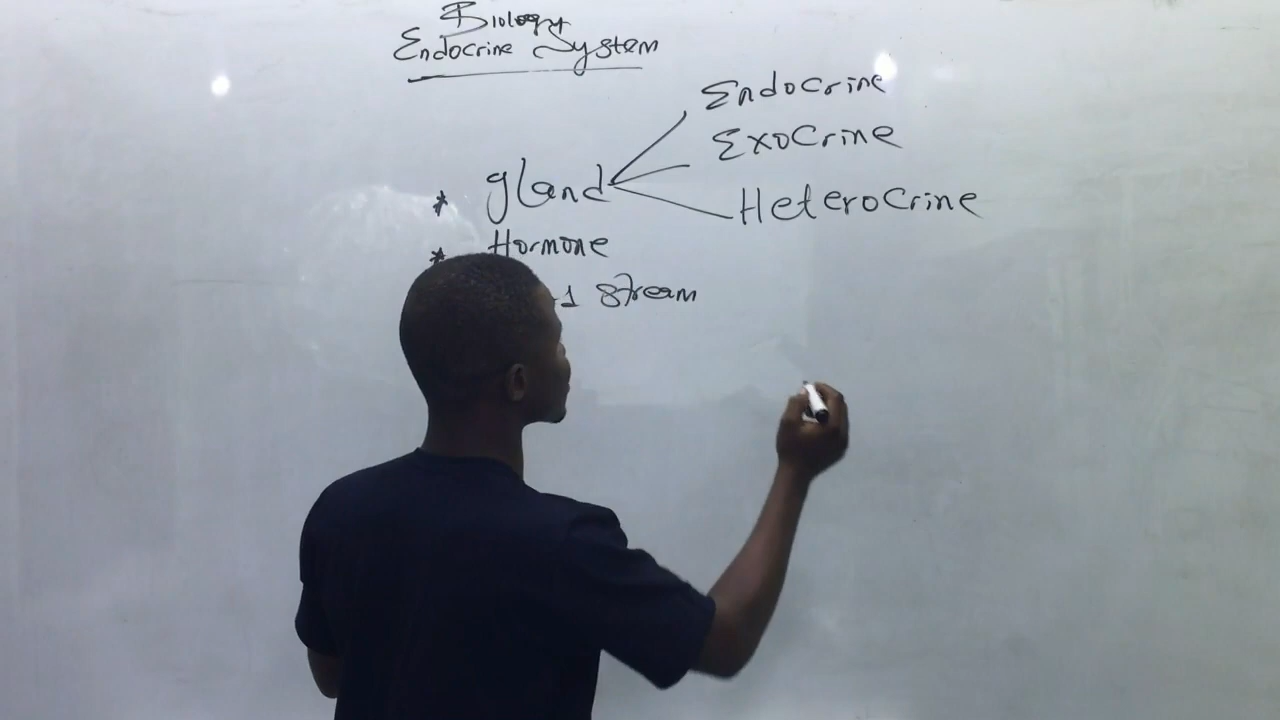 Biology
Endocrine System
Endocrine
Exocrine
* gland
Heterocrine
* Hormone
stream